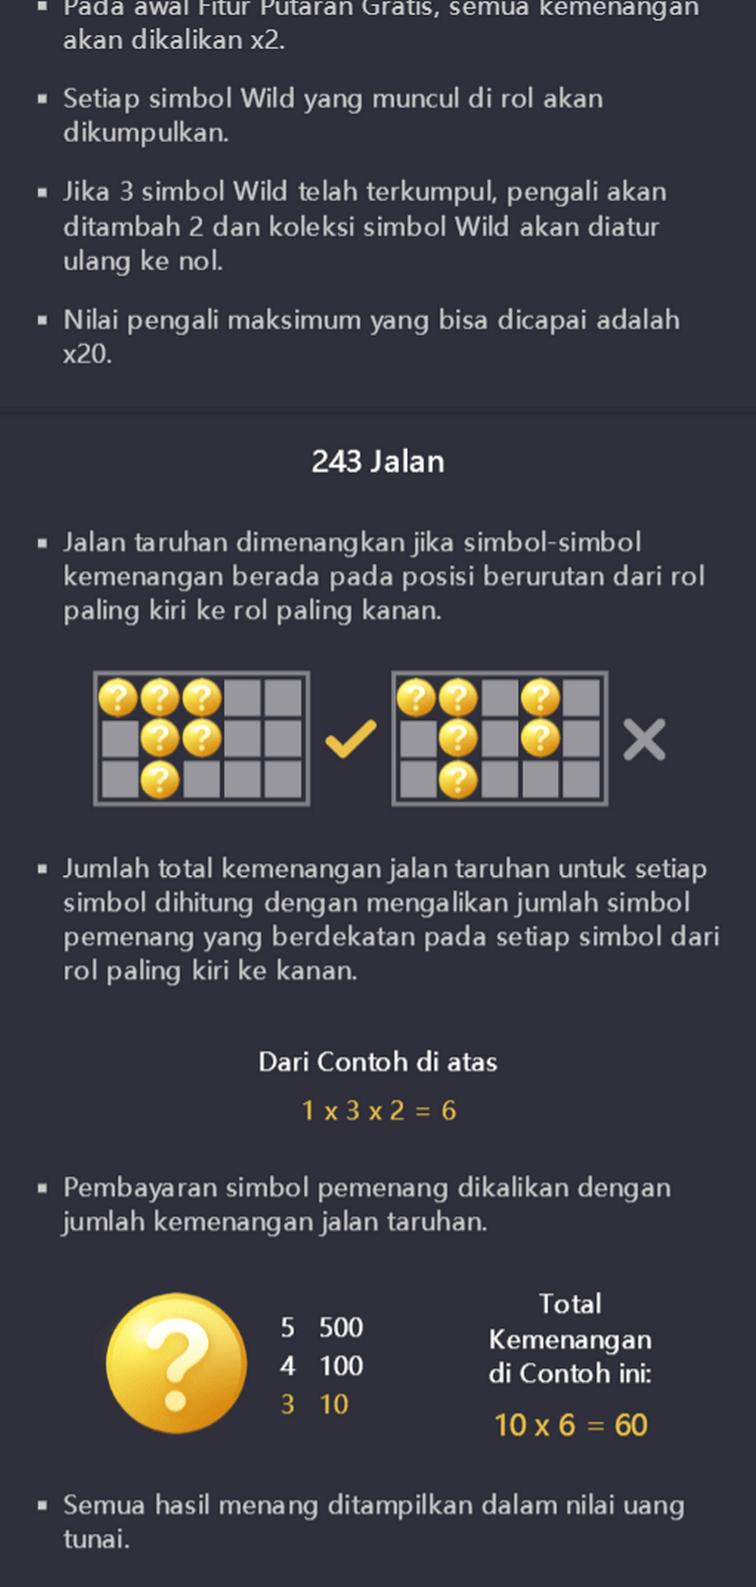 Pada awal Fitur Putaran Gratis, semua kemenangan
akan dikalikan x2.
Setiap simbol Wild yang muncul di rol akan
dikumpulkan.
Jika 3 simbol Wild telah terkumpul, pengali akan
ditambah 2 dan koleksi simbol Wild akan diatur
ulang ke nol.
Nilai pengali maksimum yang bisa dicapai adalah
x20.
243 Jalan
Jalan taruhan dimenangkan jika simbol-simbol
kemenangan berada pada posisi berurutan dari rol
paling kiri ke rol paling kanan.
? ? ? ? ? ?
? ? ? ?
? ?
Jumlah total kemenangan jalan taruhan untuk setiap
simbol dihitung dengan mengalikan jumlah simbol
pemenang yang berdekatan pada setiap simbol dari
rol paling kiri ke kanan.
Dari Contoh di atas
1 x 3 x 2 = 6
Pembayaran simbol pemenang dikalikan dengan
jumlah kemenangan jalan taruhan.
?
5 500
4 100
3 10
Total
Kemenangan
di Contoh ini:
10 x 6 = 60
Semua hasil menang ditampilkan dalam nilai uang
tunai.